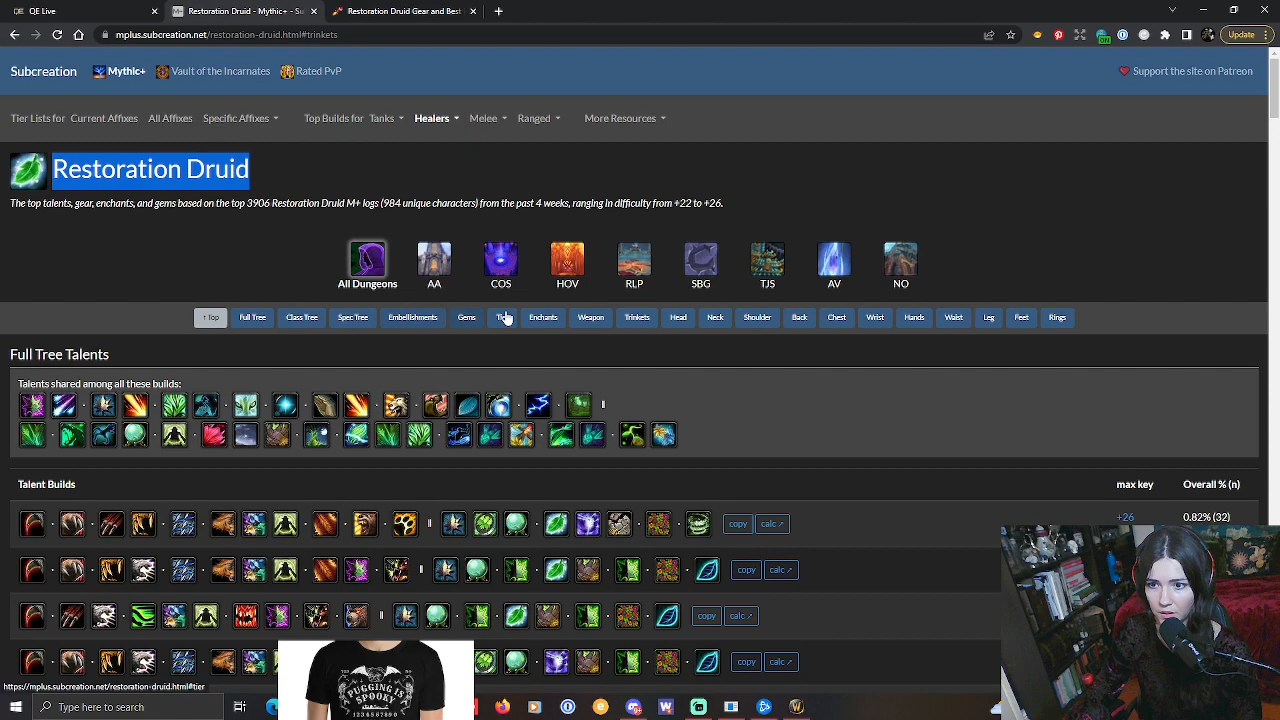 QE Live
Restoration Druid - Mythic+ - Su
Restoration Druid Gear and Best
mplus.subcreation.net/restoration-druid.html#trinkets
ON
Update
Subcreation
Mythic+
Vault of the Incarnates
Rated PvP
Support the site on Patreon
Tier Lists for Current Affixes All Affixes Specific Affixes
Top Builds for Tanks Healers Melee Ranged
More Resources
Restoration Druid
The top talents, gear, enchants, and gems based on the top 3906 Restoration Druid M+ logs (984 unique characters) from the past 4 weeks, ranging in difficulty from +22 to +26.
All Dungeons AA COS HOV RLP SBG TJS AV NO
↑ Top Full Tree Class Tree Spec Tree Embellishments Gems Enchants Weapon Trinkets Head Neck Shoulder Back Chest Wrist Hands Waist Leg Feet Rings
Full Tree Talents
Talents shared among all these builds:
Talent Builds max key Overall % (n)
copy calc ↗ +26 0.82% (32)
copy calc ↗
copy calc ↗
copy calc ↗
PUGGING IS
SPOOKY
1234567890
https://mplus.subcreation.net/restoration-druid.html#tier
Type here to search